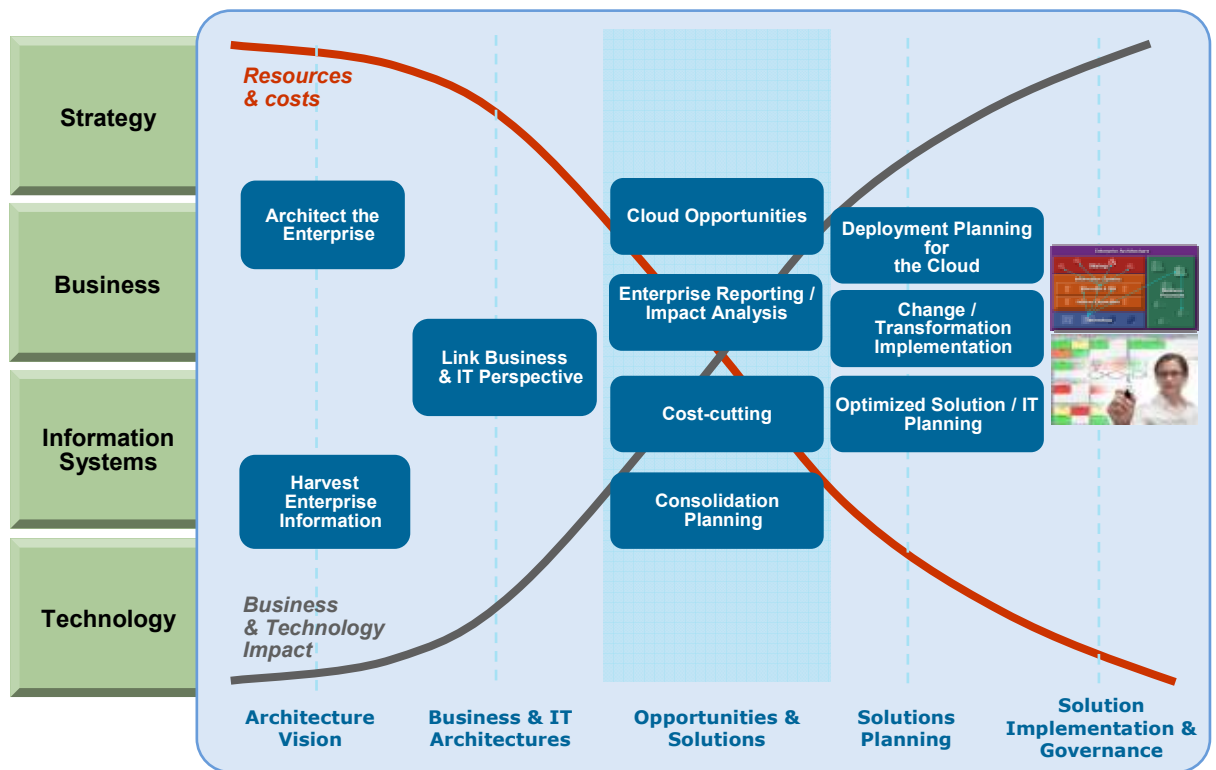 Strategy
Business
Information
Systems
Technology
Resources
& costs
Architect the
Enterprise
Harvest
Enterprise
Information
Business
& Technology
Impact
Link Business
& IT Perspective
Cloud Opportunities
Enterprise Reporting /
Impact Analysis
Cost-cutting
Consolidation
Planning
Deployment Planning
for
the Cloud
Change /
Transformation
Implementation
Optimized Solution / IT
Planning
Enterprise Architecture
Architecture
Vision
Business & IT
Architectures
Opportunities &
Solutions
Solutions
Planning
Solution
Implementation &
Governance